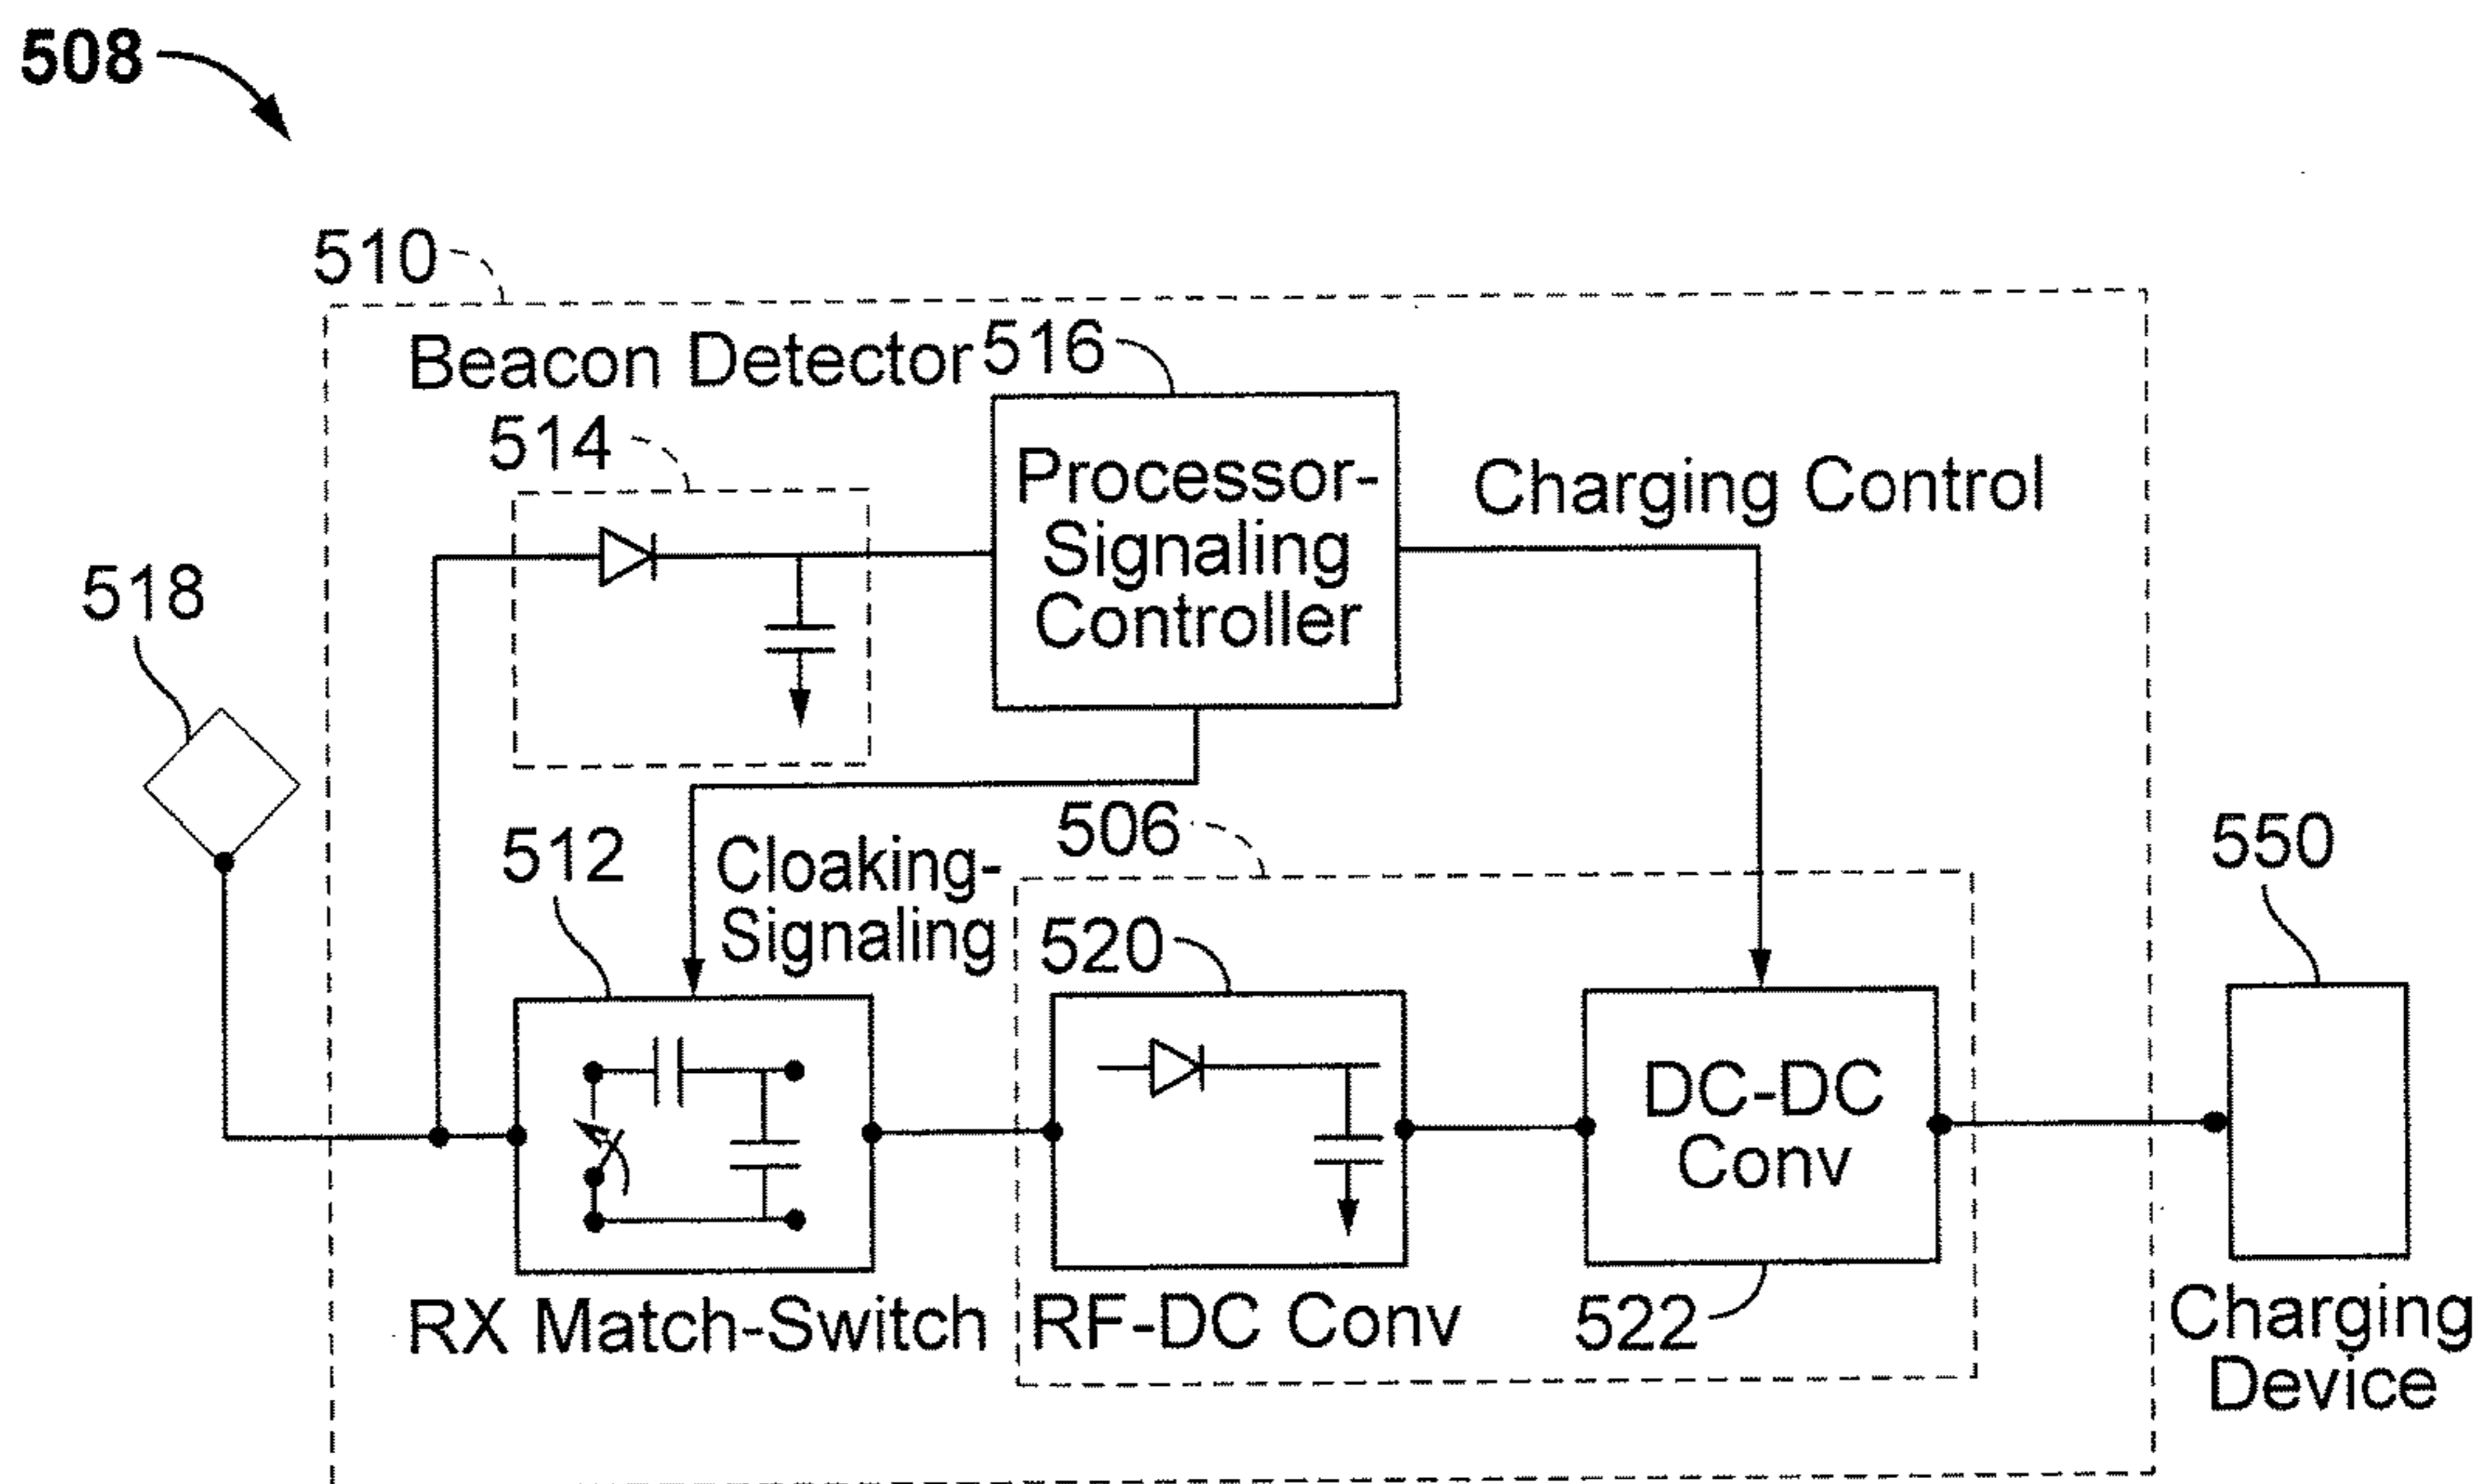 508
510
Beacon Detector
516
514
Processor-
Signaling
Controller
Charging Control
518
512
Cloaking-
Signaling
506
520
550
DC-DC
Conv
RX Match-Switch
RF-DC Conv
522
Charging
Device